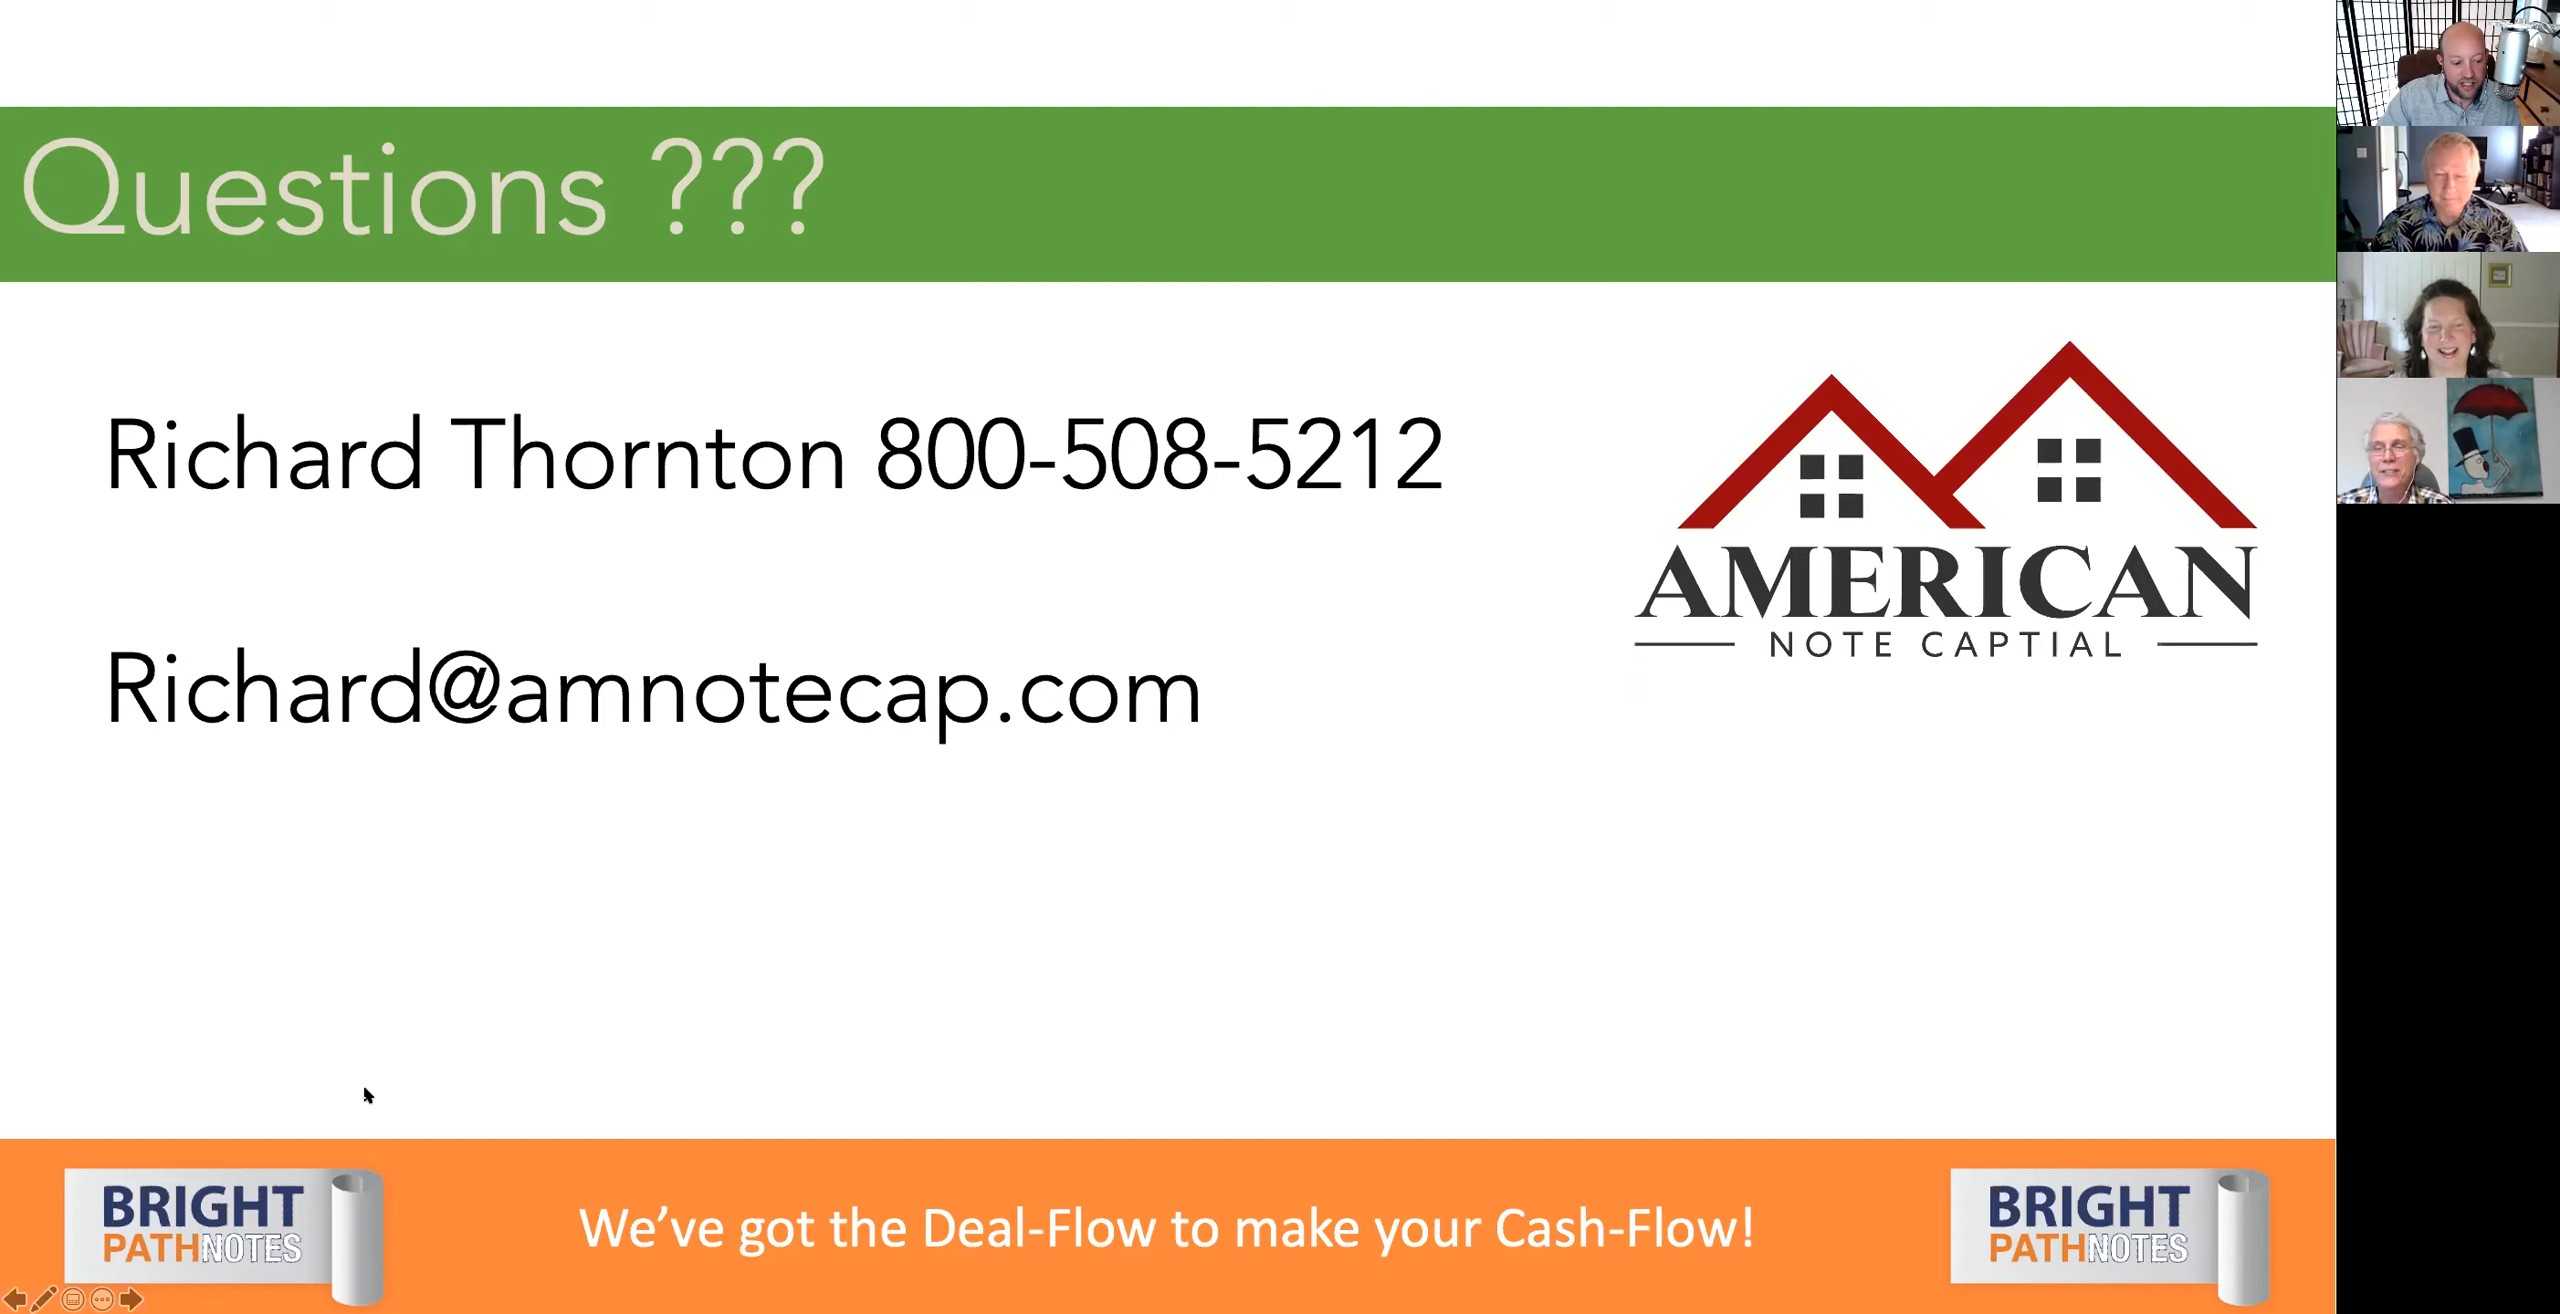 Questions ???
Richard Thornton 800-508-5212
Richard@amnotecap.com
AMERICAN
NOTE CAPTIAL
BRIGHT
PATHNOTES
We've got the Deal-Flow to make your Cash-Flow!
BRIGHT
PATHNOTES